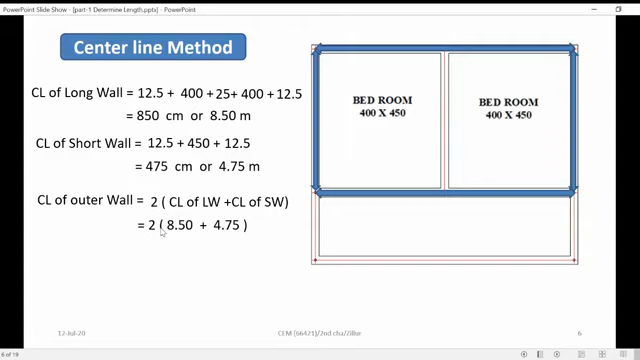 PowerPoint Slide Show - [part-1 Determine Length.pptx] - PowerPoint
Center line Method
CL of Long Wall = 12.5 + 400 + 25 + 400 + 12.5
= 850 cm or 8.50 m
CL of Short Wall = 12.5 + 450 + 12.5
= 475 cm or 4.75 m
CL of outer Wall = 2 ( CL of LW +CL of SW)
= 2 ( 8.50 + 4.75 )
BED ROOM
400 X 450
BED ROOM
400 X 450
12-Jul-20
CEM (66421)/2nd.cha/Zillur
6
6 of 19